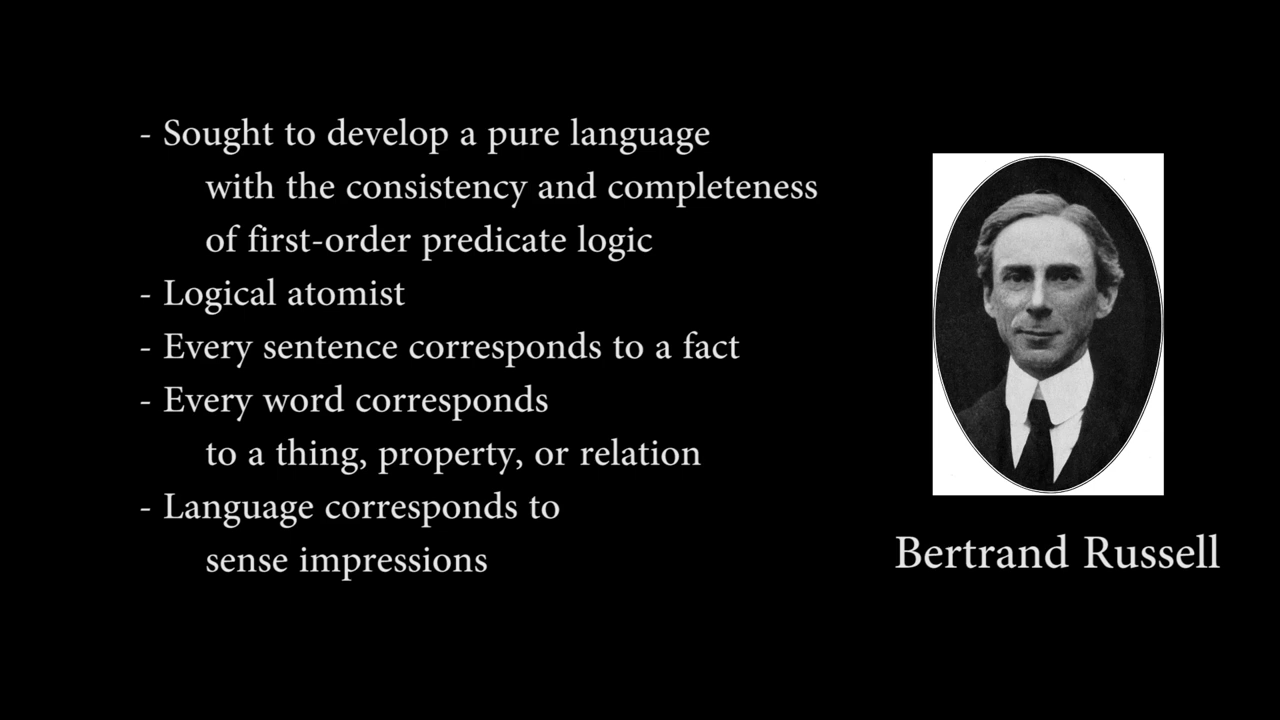 - Sought to develop a pure language
with the consistency and completeness
of first-order predicate logic
- Logical atomist
- Every sentence corresponds to a fact
- Every word corresponds
to a thing, property, or relation
- Language corresponds to
sense impressions
Bertrand Russell